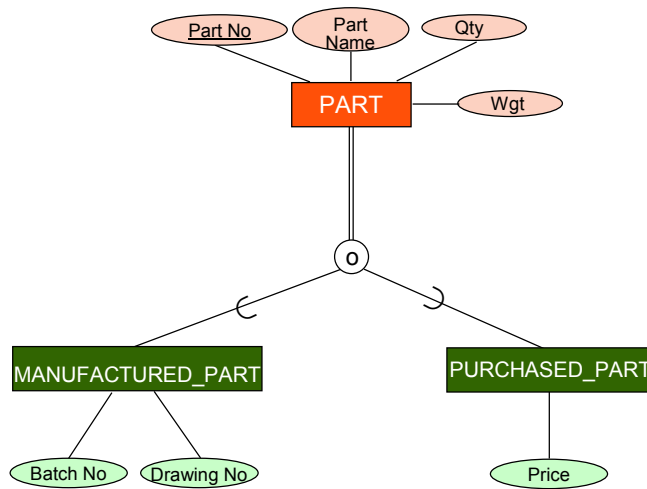 Part No
Part
Name
Qty
PART
Wgt
o
MANUFACTURED_PART
PURCHASED_PART
Batch No
Drawing No
Price